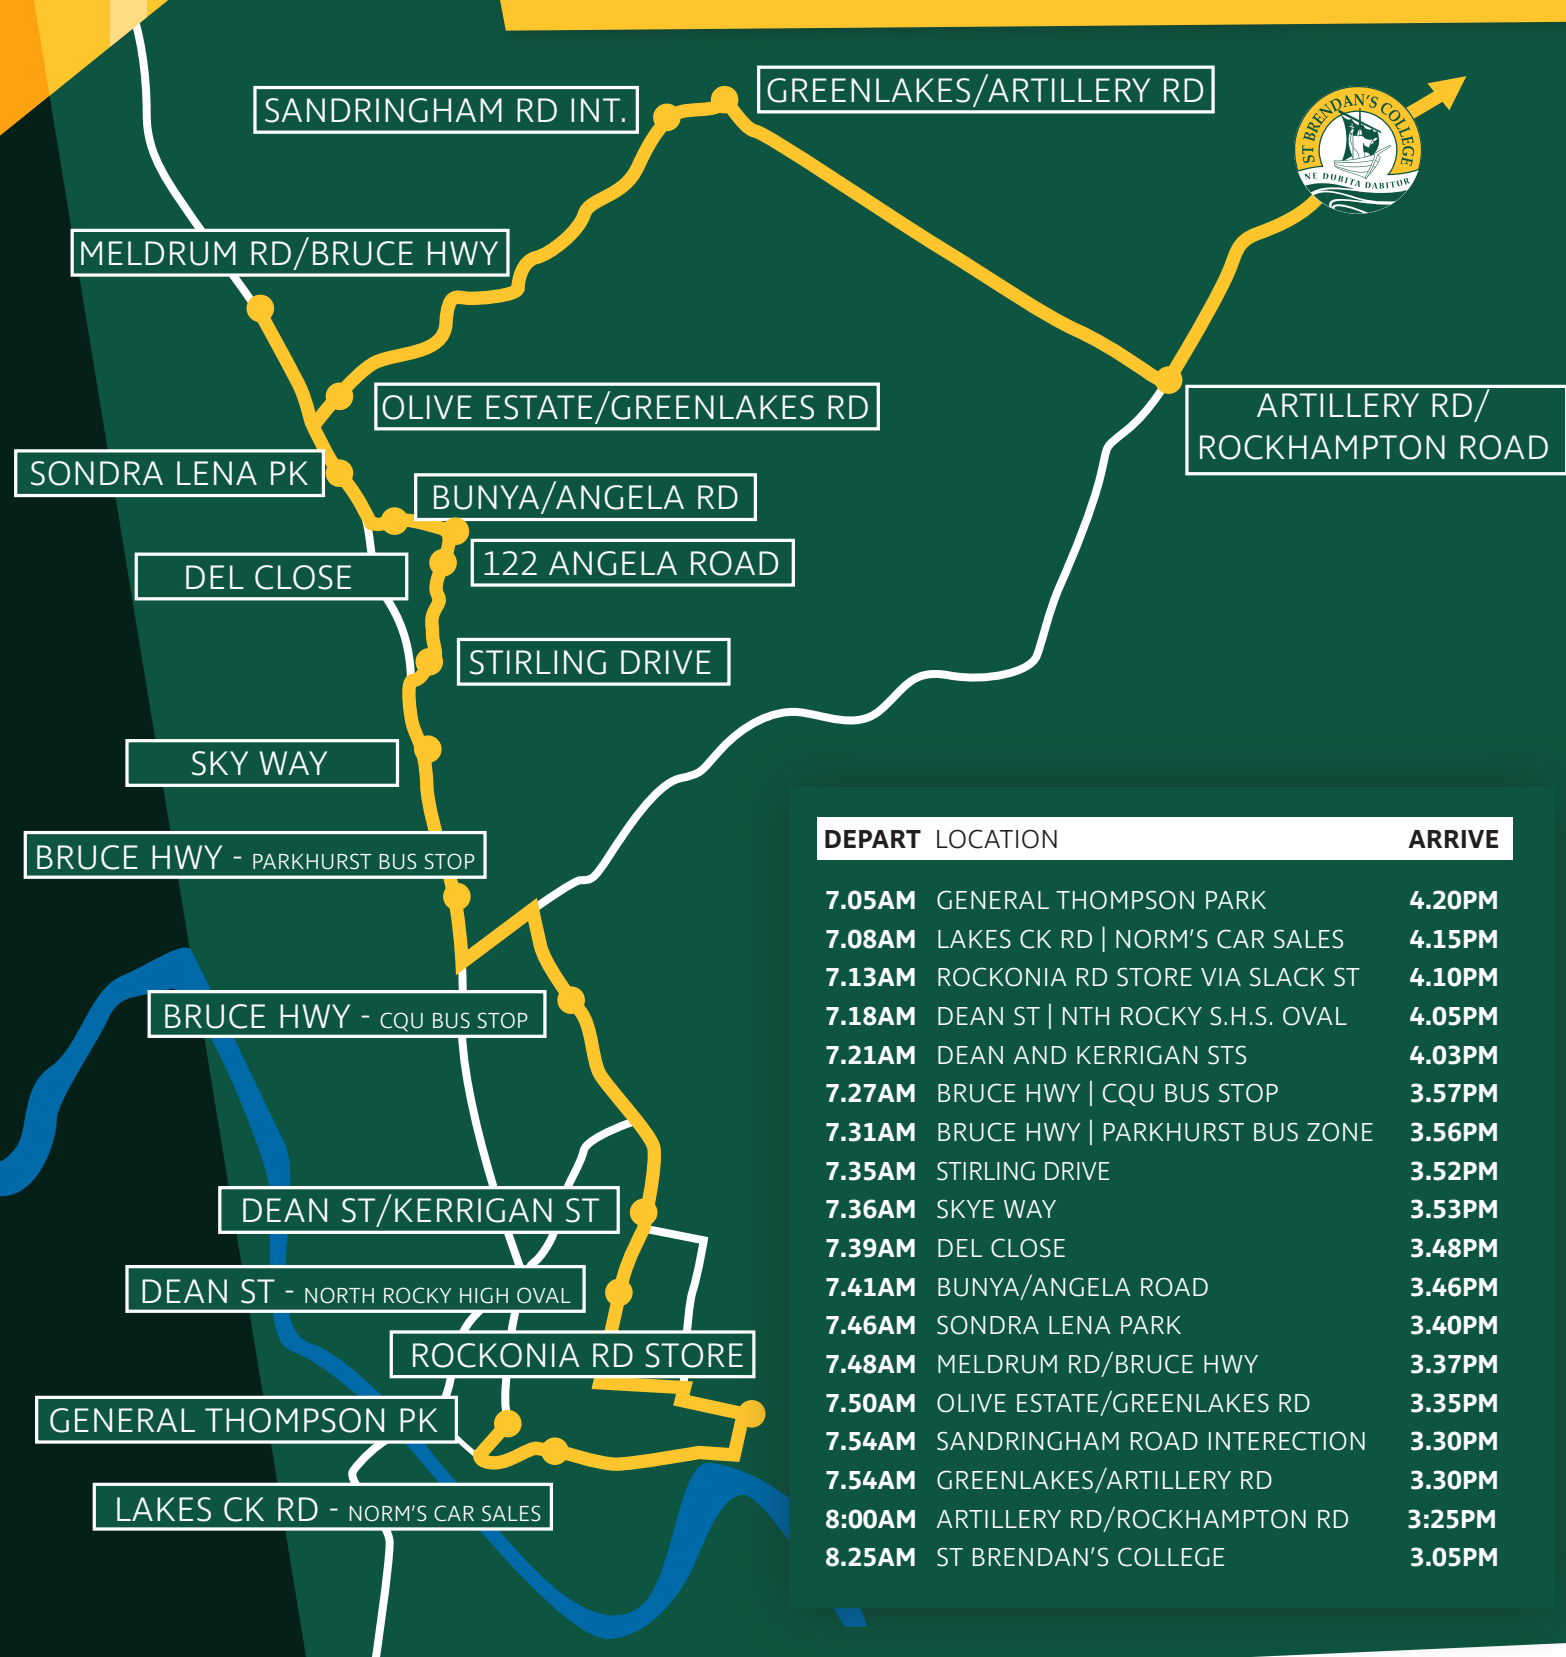 GREENLAKES/ARTILLERY RD
SANDRINGHAM RD INT.
ST BRENDAN'S COLLEGE
NE DUBITA DABITUR
MELDRUM RD/BRUCE HWY
OLIVE ESTATE/GREENLAKES RD
ARTILLERY RD/
ROCKHAMPTON ROAD
SONDRA LENA PK
BUNYA/ANGELA RD
122 ANGELA ROAD
DEL CLOSE
STIRLING DRIVE
SKY WAY
BRUCE HWY - PARKHURST BUS STOP
BRUCE HWY - CQU BUS STOP
DEAN ST/KERRIGAN ST
DEAN ST - NORTH ROCKY HIGH OVAL
ROCKONIA RD STORE
GENERAL THOMPSON PK
LAKES CK RD - NORM'S CAR SALES
DEPART LOCATION ARRIVE
7.05AM GENERAL THOMPSON PARK 4.20PM
7.08AM LAKES CK RD | NORM'S CAR SALES 4.15PM
7.13AM ROCKONIA RD STORE VIA SLACK ST 4.10PM
7.18AM DEAN ST | NTH ROCKY S.H.S. OVAL 4.05PM
7.21AM DEAN AND KERRIGAN STS 4.03PM
7.27AM BRUCE HWY | CQU BUS STOP 3.57PM
7.31AM BRUCE HWY | PARKHURST BUS ZONE 3.56PM
7.35AM STIRLING DRIVE 3.52PM
7.36AM SKYE WAY 3.53PM
7.39AM DEL CLOSE 3.48PM
7.41AM BUNYA/ANGELA ROAD 3.46PM
7.46AM SONDRA LENA PARK 3.40PM
7.48AM MELDRUM RD/BRUCE HWY 3.37PM
7.50AM OLIVE ESTATE/GREENLAKES RD 3.35PM
7.54AM SANDRINGHAM ROAD INTERECTION 3.30PM
7.54AM GREENLAKES/ARTILLERY RD 3.30PM
8:00AM ARTILLERY RD/ROCKHAMPTON RD 3:25PM
8.25AM ST BRENDAN'S COLLEGE 3.05PM